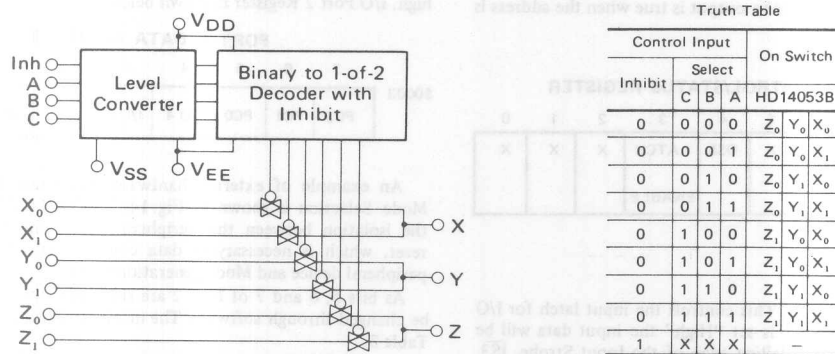 V_DD
Inh
A
B
C
Level
Converter
Binary to 1-of-2
Decoder with
Inhibit
V_SS
V_EE
X₀
X₁
Y₀
Y₁
Z₀
Z₁
X
Y
Z
Truth Table
Control Input
On Switch
Inhibit
Select
C B A
HD14053B
0 0 0 0 Z₀ Y₀ X₀
0 0 0 1 Z₀ Y₀ X₁
0 0 1 0 Z₀ Y₁ X₀
0 0 1 1 Z₀ Y₁ X₁
0 1 0 0 Z₁ Y₀ X₀
0 1 0 1 Z₁ Y₀ X₁
0 1 1 0 Z₁ Y₁ X₀
0 1 1 1 Z₁ Y₁ X₁
1 X X X –